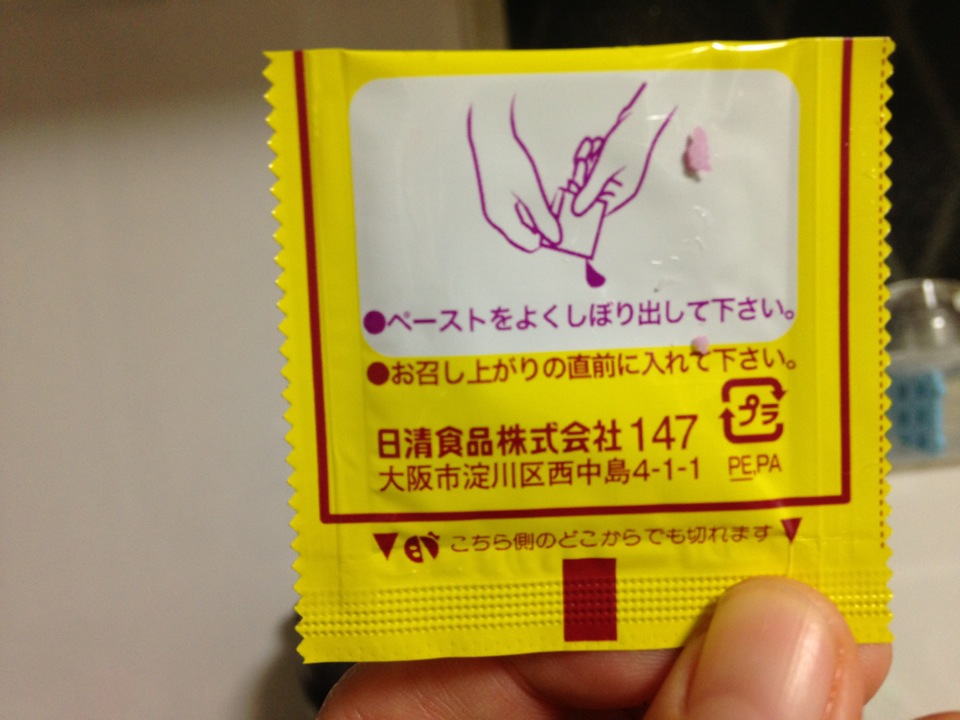 ●ペーストをよくしぼり出して下さい。
●お召し上がりの直前に入れて下さい。
日清食品株式会社 147
大阪市淀川区西中島4-1-1
プラ
PE,PA
こちら側のどこからでも切れます